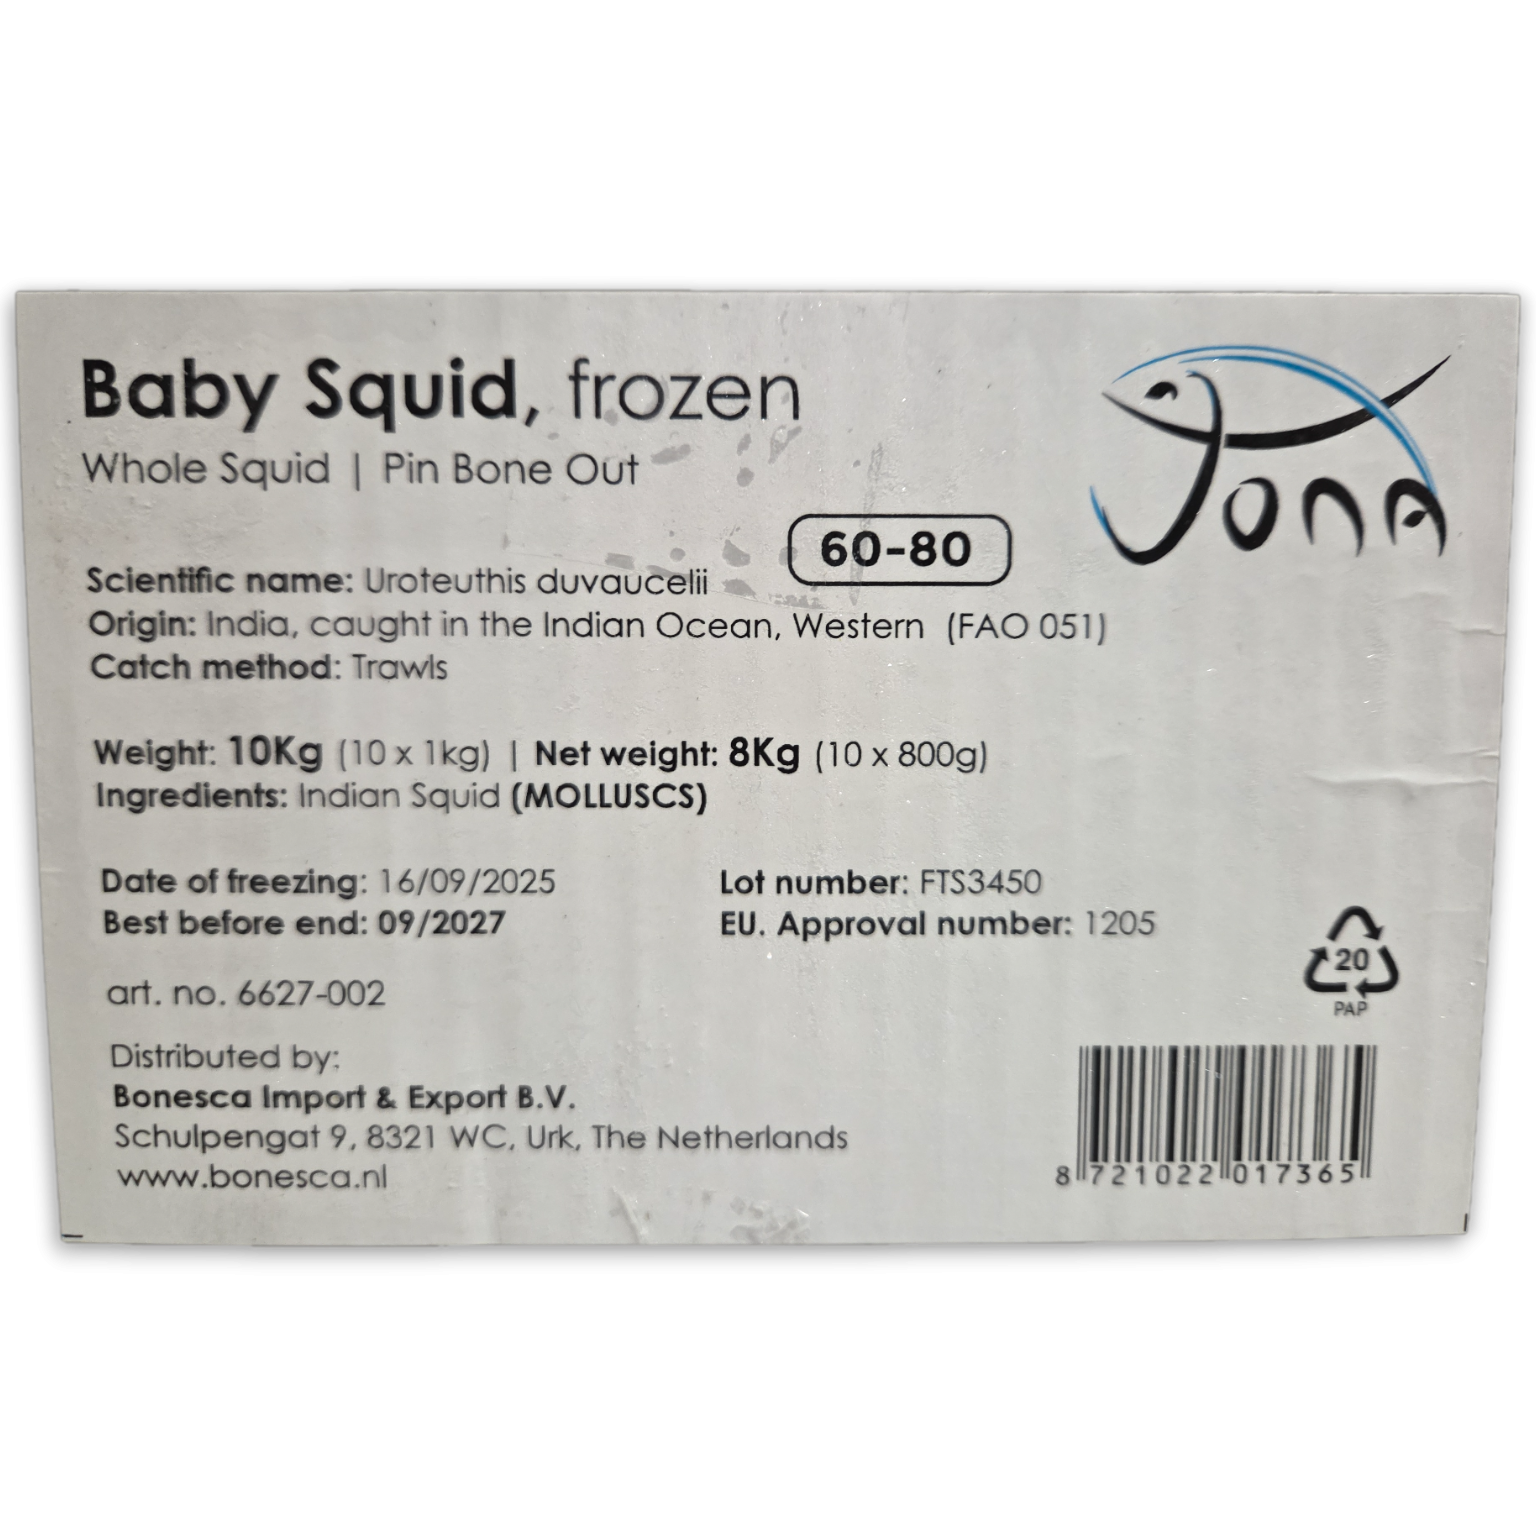 Baby Squid, frozen
Whole Squid | Pin Bone Out
Jona
60-80
Scientific name: Uroteuthis duvaucelii
Origin: India, caught in the Indian Ocean, Western (FAO 051)
Catch method: Trawls
Weight: 10Kg (10 x 1kg) | Net weight: 8Kg (10 x 800g)
Ingredients: Indian Squid (MOLLUSCS)
Date of freezing: 16/09/2025
Best before end: 09/2027
Lot number: FTS3450
EU. Approval number: 1205
art. no. 6627-002
20
PAP
Distributed by:
Bonesca Import & Export B.V.
Schulpengat 9, 8321 WC, Urk, The Netherlands
www.bonesca.nl
8 721022 017365